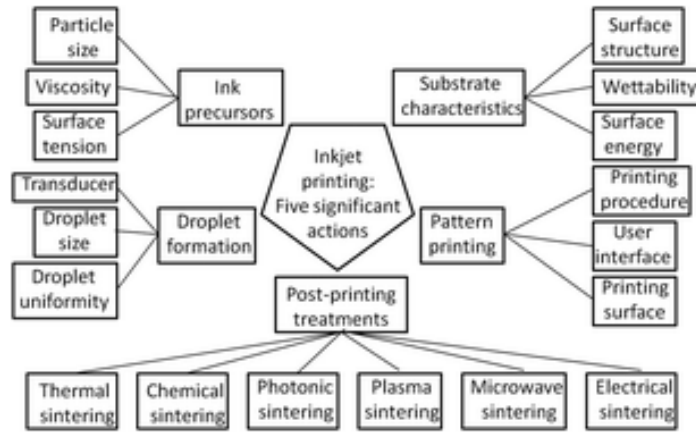 Particle
size
Viscosity
Surface
tension
Ink
precursors
Transducer
Droplet
size
Droplet
uniformity
Droplet
formation
Inkjet
printing:
Five significant
actions
Substrate
characteristics
Surface
structure
Wettability
Surface
energy
Pattern
printing
Printing
procedure
User
interface
Printing
surface
Post-printing
treatments
Thermal
sintering
Chemical
sintering
Photonic
sintering
Plasma
sintering
Microwave
sintering
Electrical
sintering